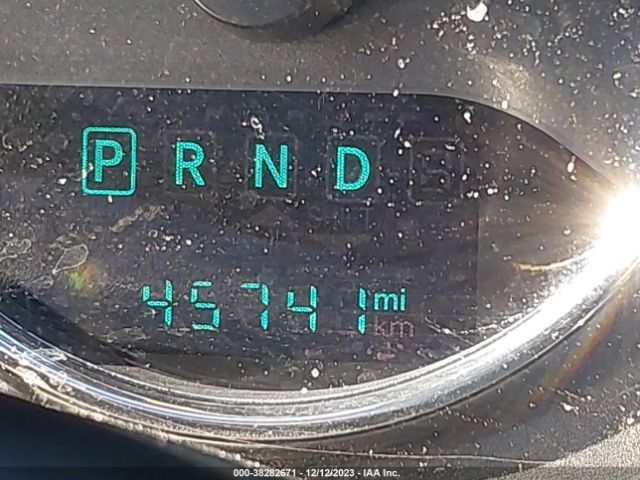 P R N D
45741 mi
km
000-38282671 - 12/12/2023 - IAA Inc.